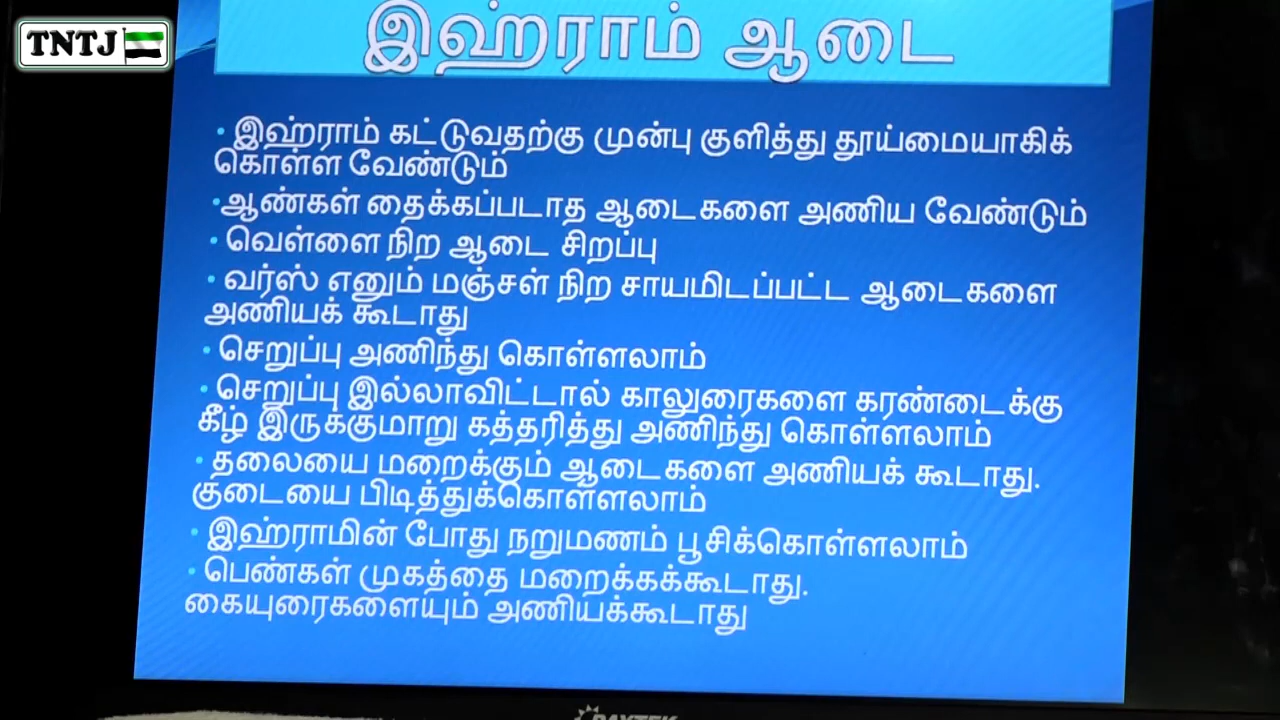 TNTJ
இஹ்ராம் ஆடை
• இஹ்ராம் கட்டுவதற்கு முன்பு குளித்து தூய்மையாகிக்
கொள்ள வேண்டும்
•ஆண்கள் தைக்கப்படாத ஆடைகளை அணிய வேண்டும்
• வெள்ளை நிற ஆடை சிறப்பு
• வர்ஸ் எனும் மஞ்சள் நிற சாயமிடப்பட்ட ஆடைகளை
அணியக் கூடாது
• செறுப்பு அணிந்து கொள்ளலாம்
• செறுப்பு இல்லாவிட்டால் காலுரைகளை கரண்டைக்கு
கீழ் இருக்குமாறு கத்தரித்து அணிந்து கொள்ளலாம்
• தலையை மறைக்கும் ஆடைகளை அணியக் கூடாது.
குடையை பிடித்துக்கொள்ளலாம்
• இஹ்ராமின் போது நறுமணம் பூசிக்கொள்ளலாம்
• பெண்கள் முகத்தை மறைக்கக்கூடாது.
கையுரைகளையும் அணியக்கூடாது